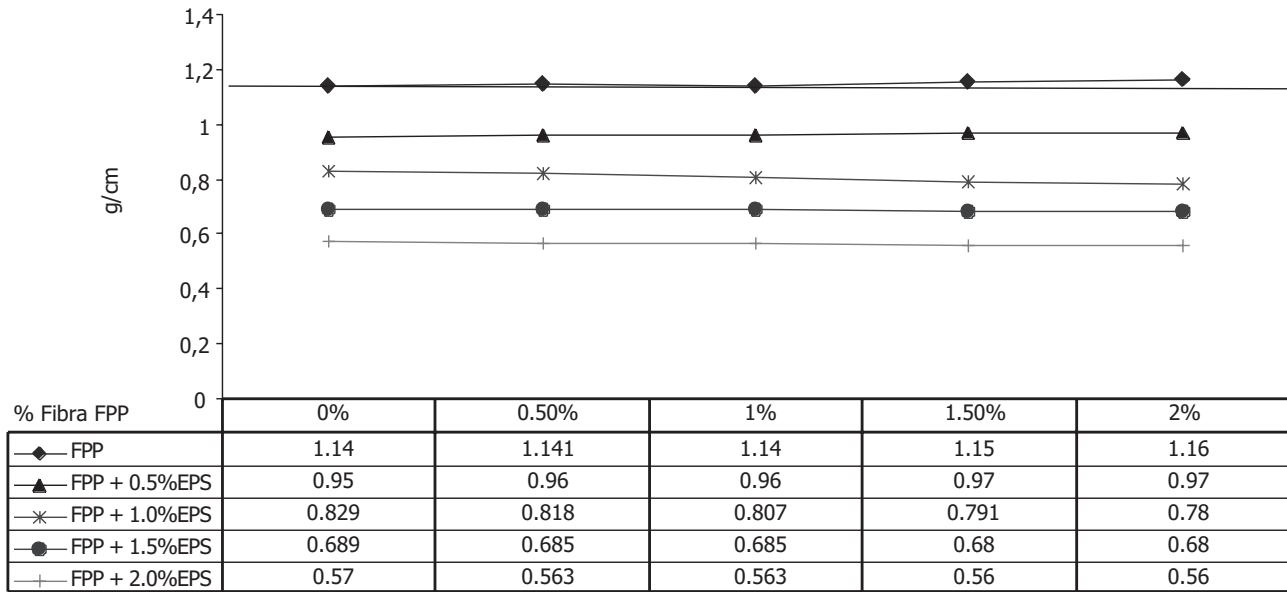 1,4
1,2
1
0,8
0,6
0,4
0,2
0
g/cm
% Fibra FPP 0% 0.50% 1% 1.50% 2%
FPP 1.14 1.141 1.14 1.15 1.16
FPP + 0.5%EPS 0.95 0.96 0.96 0.97 0.97
FPP + 1.0%EPS 0.829 0.818 0.807 0.791 0.78
FPP + 1.5%EPS 0.689 0.685 0.685 0.68 0.68
FPP + 2.0%EPS 0.57 0.563 0.563 0.56 0.56